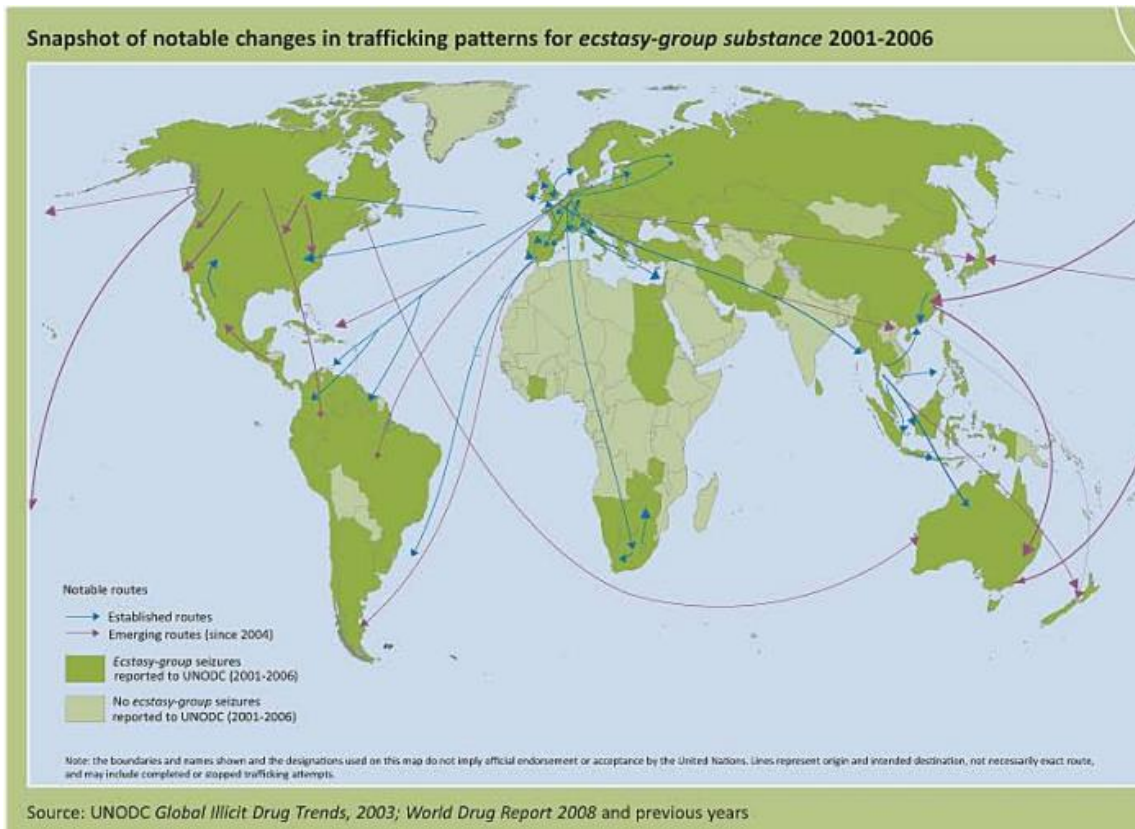 Snapshot of notable changes in trafficking patterns for ecstasy-group substance 2001-2006
Notable routes
Established routes
Emerging routes (since 2004)
Ecstasy-group seizures
reported to UNODC (2001-2006)
No ecstasy-group seizures
reported to UNODC (2001-2006)
Note: the boundaries and names shown and the designations used on this map do not imply official endorsement or acceptance by the United Nations. Lines represent origin and intended destination, not necessarily exact route,
and may include completed or stopped trafficking attempts.
Source: UNODC Global Illicit Drug Trends, 2003; World Drug Report 2008 and previous years